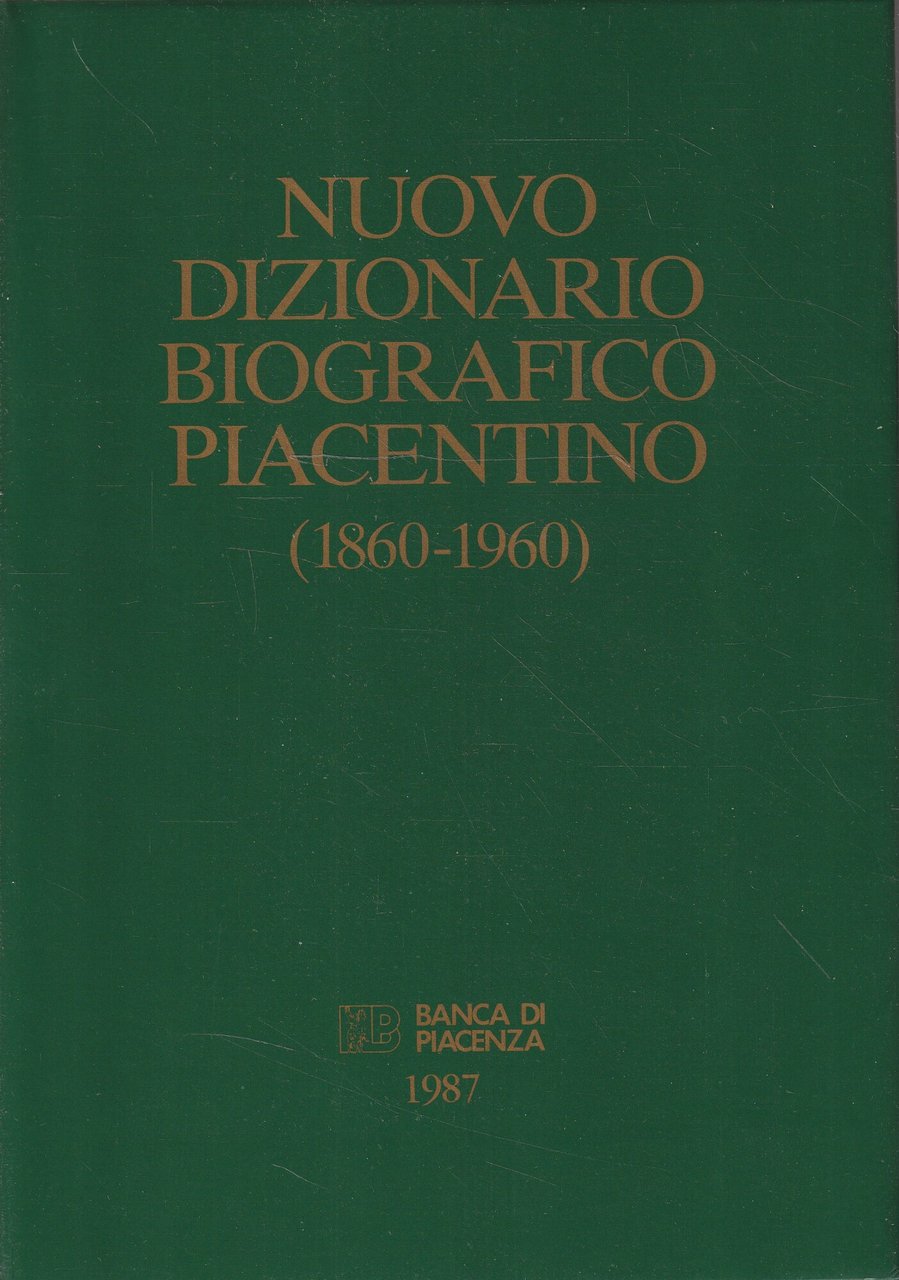 NUOVO
DIZIONARIO
BIOGRAFICO
PIACENTINO
(1860-1960)
BANCA DI
PIACENZA
1987